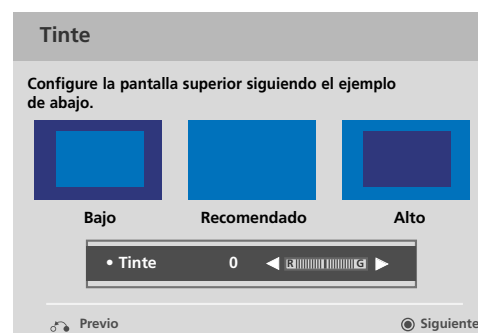 Tinte
Configure la pantalla superior siguiendo el ejemplo
de abajo.
Bajo Recomendado Alto
• Tinte 0 ◀ R G ▶
Previo Siguiente